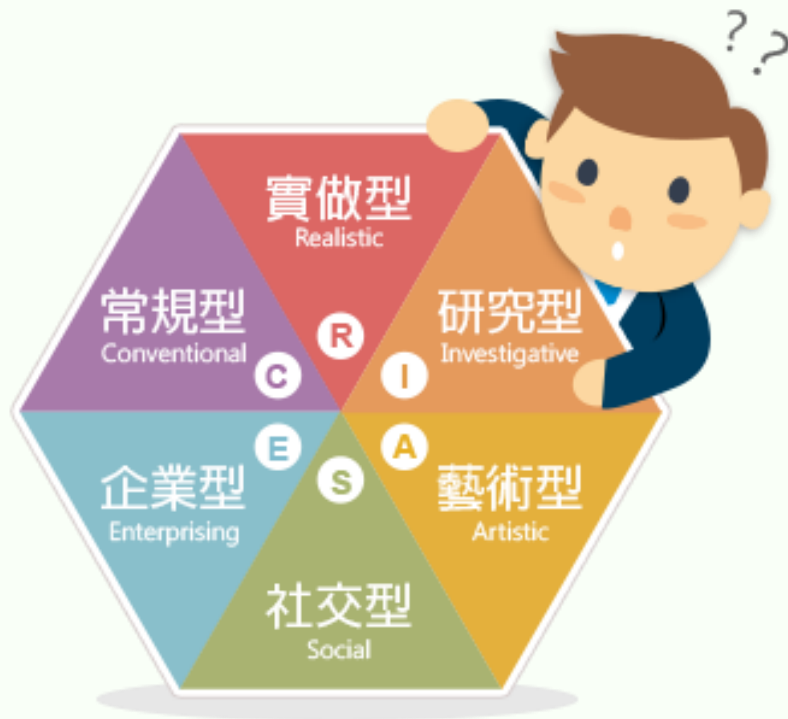 ??
實做型
Realistic
R
研究型
Investigative
I
藝術型
Artistic
A
社交型
Social
S
企業型
Enterprising
E
常規型
Conventional
C